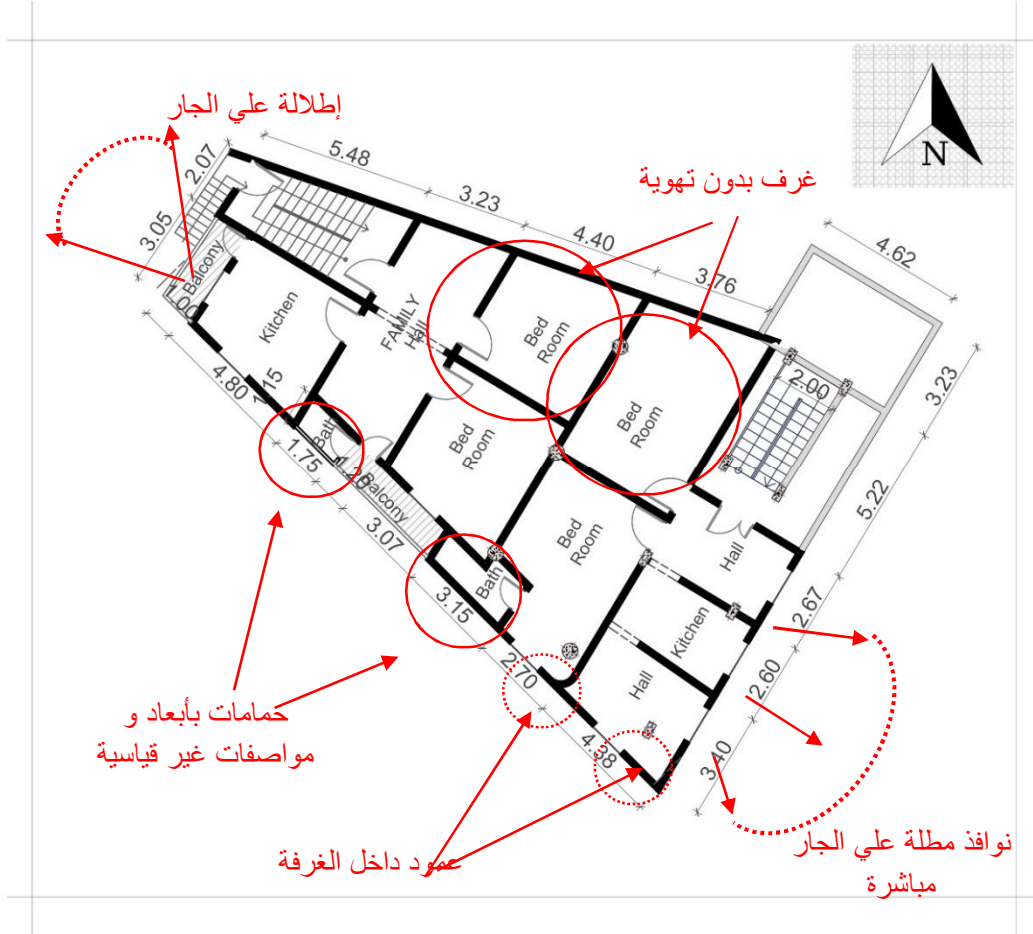 إطلالة علي الجار
N
غرف بدون تهوية
5.48
3.23
4.40
3.76
4.62
2.07
3.05
Balcony
1.00
Kitchen
FAMILY
Hall
Bed
Room
Bed
Room
2.00
3.23
4.80
1.15
Bath
1.75
1.20
Balcony
Bed
Room
Bed
Room
5.22
Hall
3.07
Bath
3.15
2.67
Kitchen
2.70
Hall
2.60
4.38
3.40
حمامات بأبعاد و
مواصفات غير قياسية
عمود داخل الغرفة
نوافذ مطلة علي الجار
مباشرة